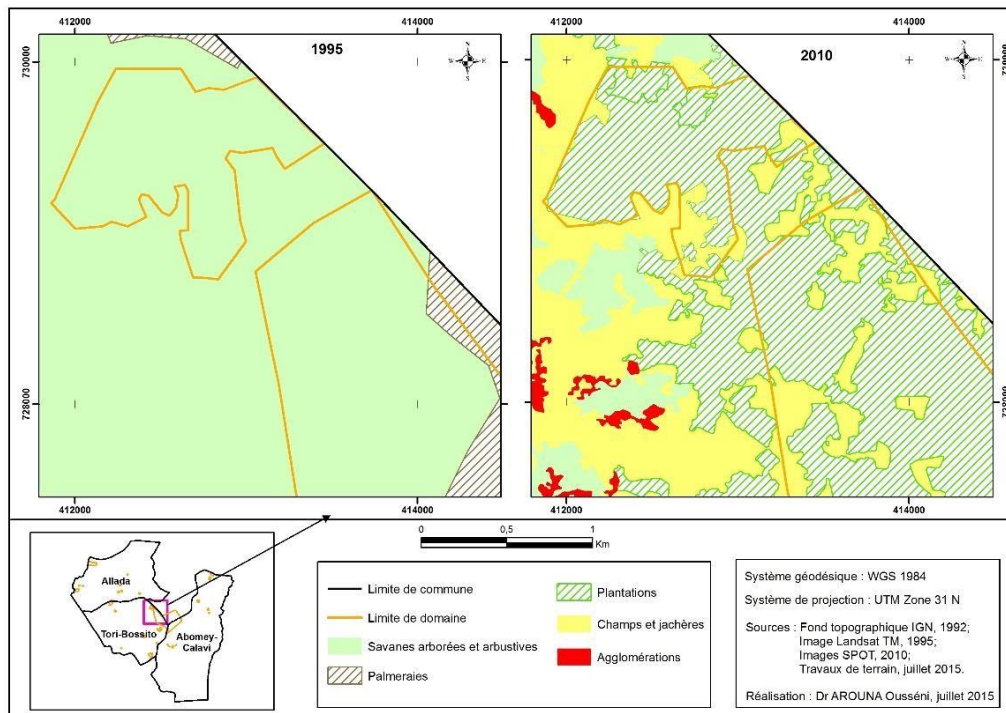 412000
414000
412000
414000
730000
1995
N
W
E
S
728000
2010
N
W
E
S
730000
728000
412000
414000
412000
414000
0
0,5
1
Km
Allada
Tori-Bossito
Abomey-
Calavi
Limite de commune
Limite de domaine
Savanes arborées et arbustives
Palmeraies
Plantations
Champs et jachères
Agglomérations
Système géodésique : WGS 1984
Système de projection : UTM Zone 31 N
Sources : Fond topographique IGN, 1992;
Image Landsat TM, 1995;
Images SPOT, 2010;
Travaux de terrain, juillet 2015.
Réalisation : Dr AROUNA Ousséni, juillet 2015